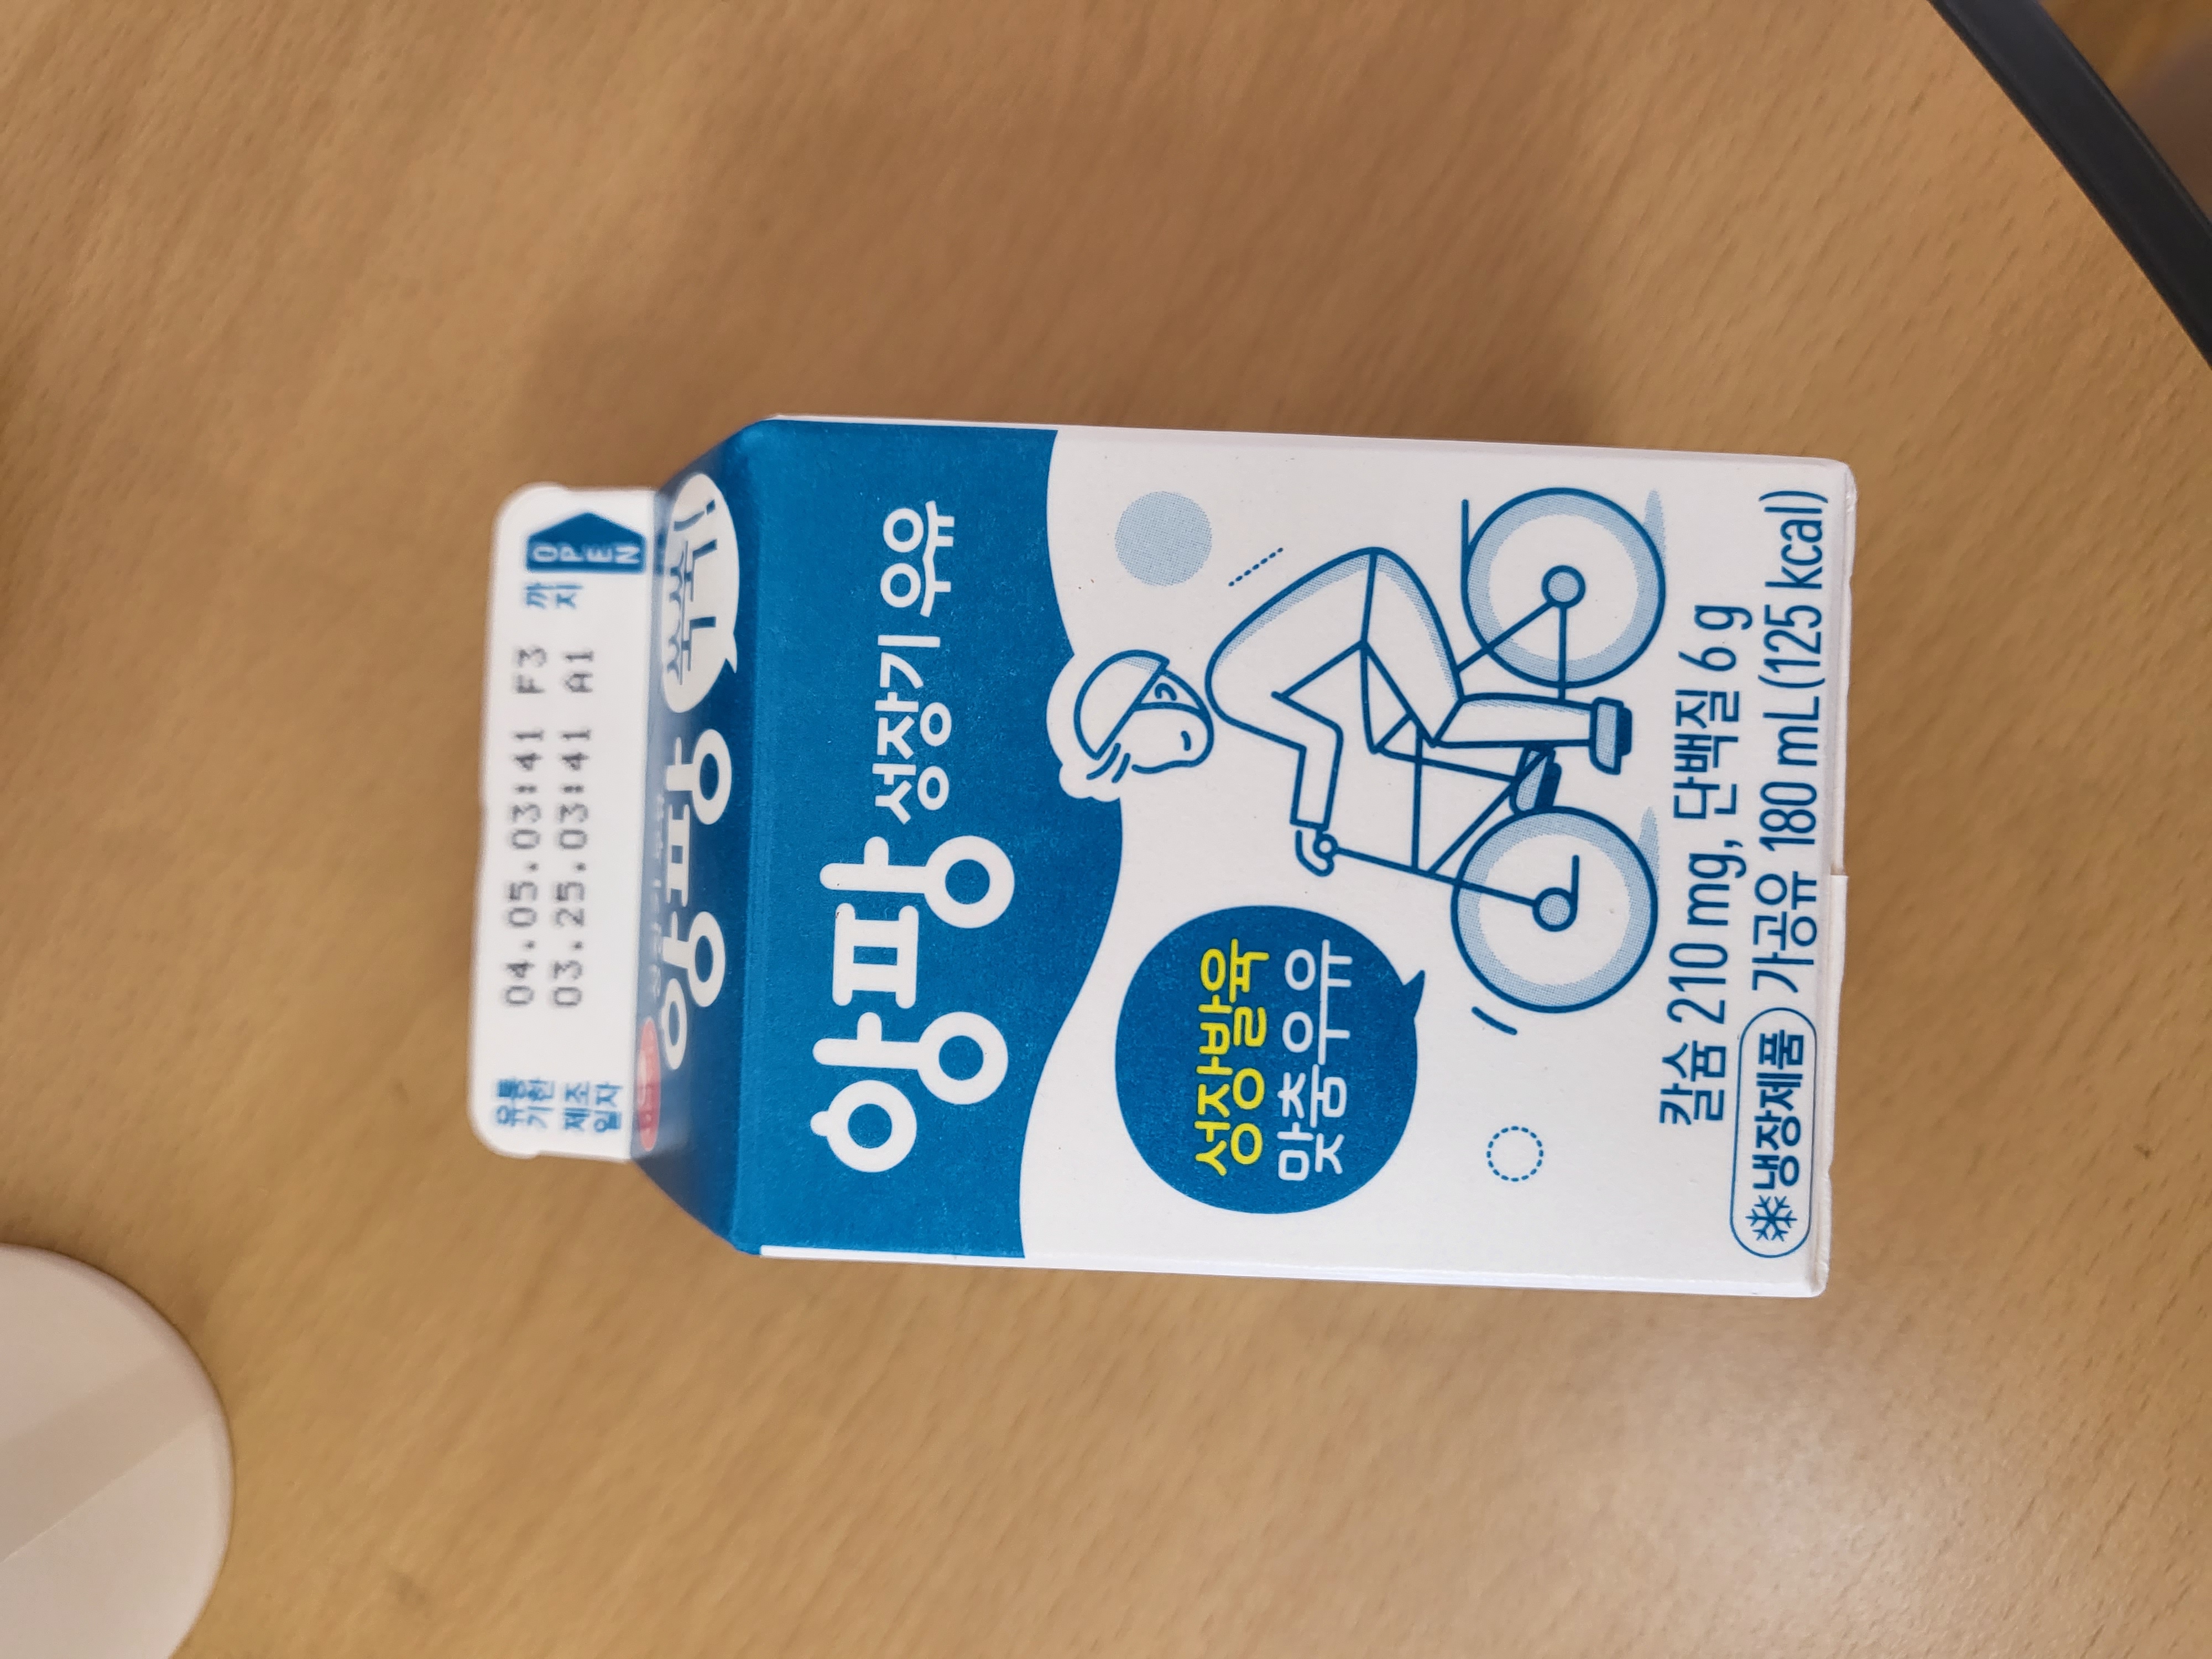 유통
기한
04.05.03:41 F3
까
지
제조
일자
03.25.03:41 A1
OPEN
앙팡
쑥쑥!
앙팡 성장기 우유
성장발육
맞춤우유
칼슘 210 mg, 단백질 6 g
냉장제품 가공유 180 mL (125 kcal)